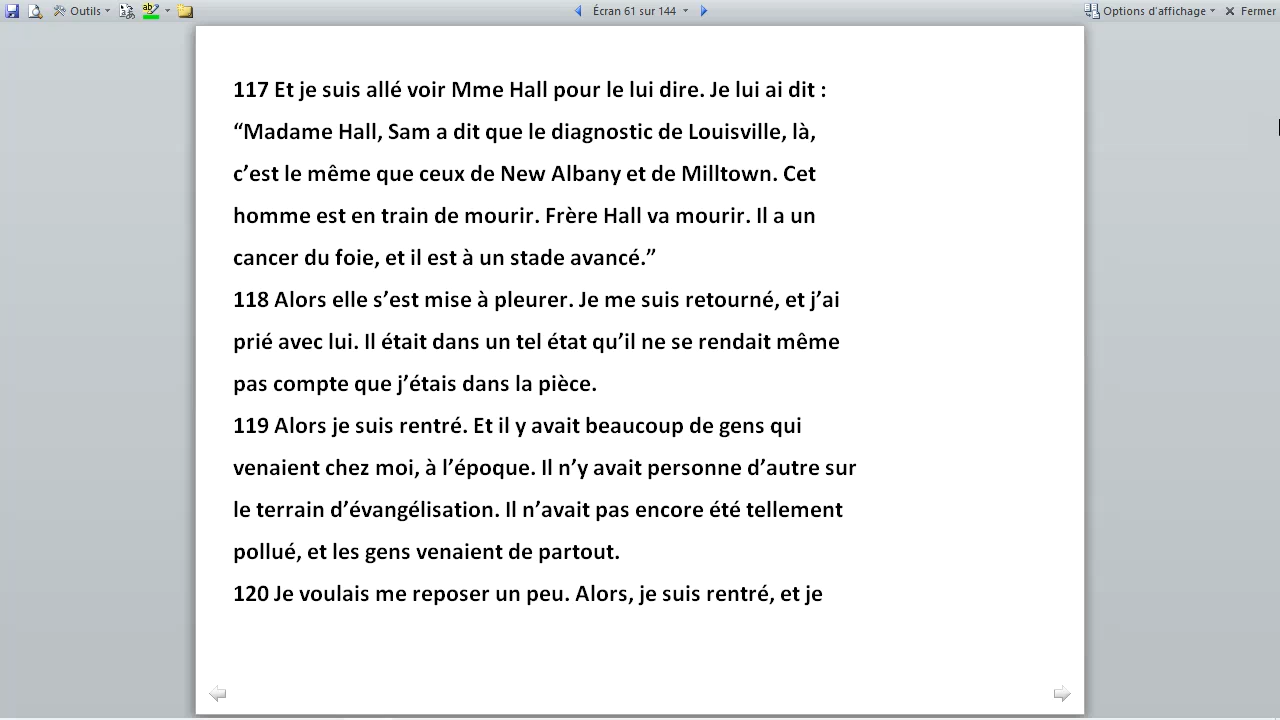 Outils
Écran 61 sur 144
Options d'affichage
Fermer
117 Et je suis allé voir Mme Hall pour le lui dire. Je lui ai dit :
“Madame Hall, Sam a dit que le diagnostic de Louisville, là,
c’est le même que ceux de New Albany et de Milltown. Cet
homme est en train de mourir. Frère Hall va mourir. Il a un
cancer du foie, et il est à un stade avancé.”
118 Alors elle s’est mise à pleurer. Je me suis retourné, et j’ai
prié avec lui. Il était dans un tel état qu’il ne se rendait même
pas compte que j’étais dans la pièce.
119 Alors je suis rentré. Et il y avait beaucoup de gens qui
venaient chez moi, à l’époque. Il n’y avait personne d’autre sur
le terrain d’évangélisation. Il n’avait pas encore été tellement
pollué, et les gens venaient de partout.
120 Je voulais me reposer un peu. Alors, je suis rentré, et je